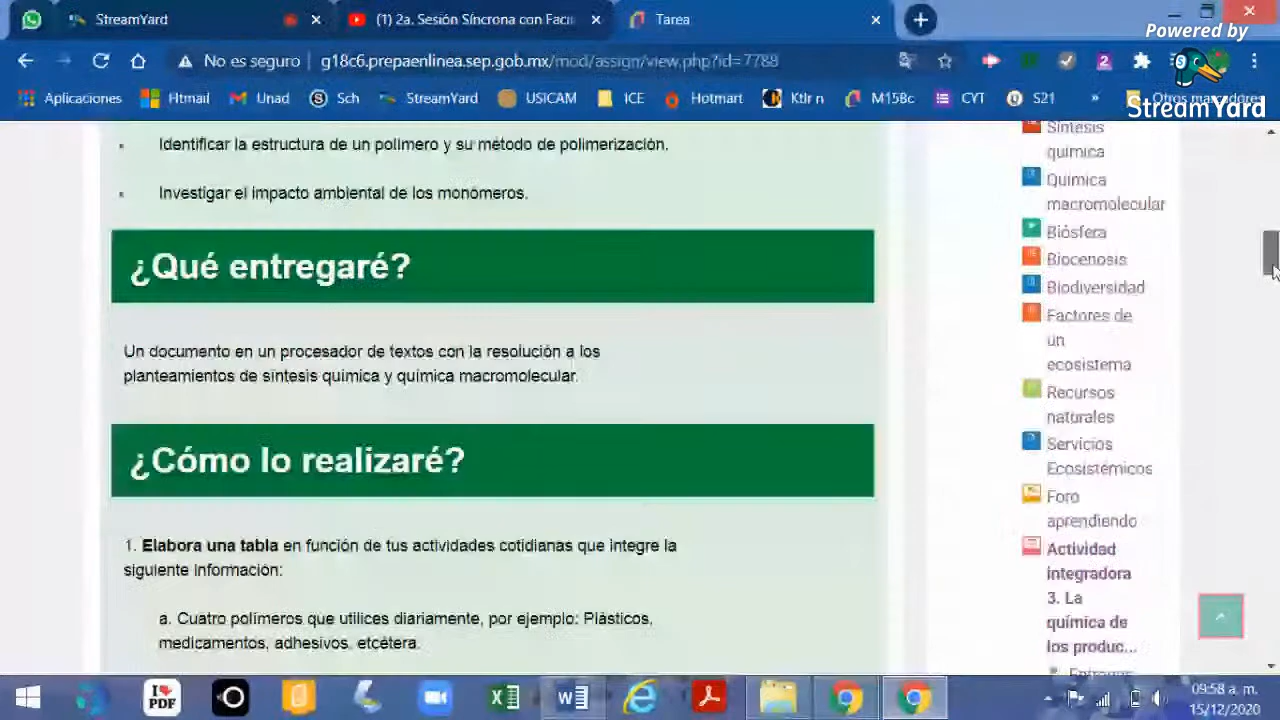 StreamYard
(1) 2a. Sesión Síncrona con Facil
Tarea
Powered by
StreamYard
No es seguro
g18c6.prepaenlinea.sep.gob.mx/mod/assign/view.php?id=7788
Aplicaciones
Htmail
Unad
Sch
StreamYard
USICAM
ICE
Hotmart
Ktlr n
M15Bc
CYT
S21
»
Otros marcadores
Identificar la estructura de un polímero y su método de polimerización.
Investigar el impacto ambiental de los monómeros.
¿Qué entregaré?
Un documento en un procesador de textos con la resolución a los
planteamientos de síntesis química y química macromolecular.
¿Cómo lo realizaré?
1. Elabora una tabla en función de tus actividades cotidianas que integre la
siguiente información:
a. Cuatro polímeros que utilices diariamente, por ejemplo: Plásticos,
medicamentos, adhesivos, etcétera.
Síntesis
química
Química
macromolecular
Biósfera
Biocenosis
Biodiversidad
Factores de
un
ecosistema
Recursos
naturales
Servicios
Ecosistémicos
Foro
aprendiendo
Actividad
integradora
3. La
química de
los produc...
I
PDF
09:58 a. m.
15/12/2020